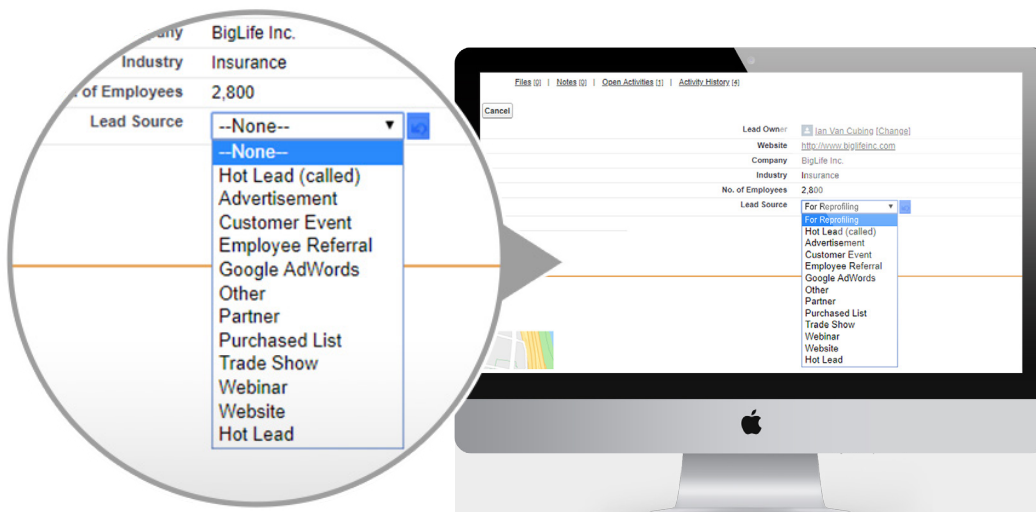 BigLife Inc.
Industry Insurance
of Employees 2,800
Lead Source --None--
--None--
Hot Lead (called)
Advertisement
Customer Event
Employee Referral
Google AdWords
Other
Partner
Purchased List
Trade Show
Webinar
Website
Hot Lead
Files [0] | Notes [0] | Open Activities [1] | Activity History [4]
Cancel
Lead Owner Ian Van Cubing [Change]
Website http://www.biglifeinc.com
Company BigLife Inc.
Industry Insurance
No. of Employees 2,800
Lead Source For Reprofiling
For Reprofiling
Hot Lead (called)
Advertisement
Customer Event
Employee Referral
Google AdWords
Other
Partner
Purchased List
Trade Show
Webinar
Website
Hot Lead